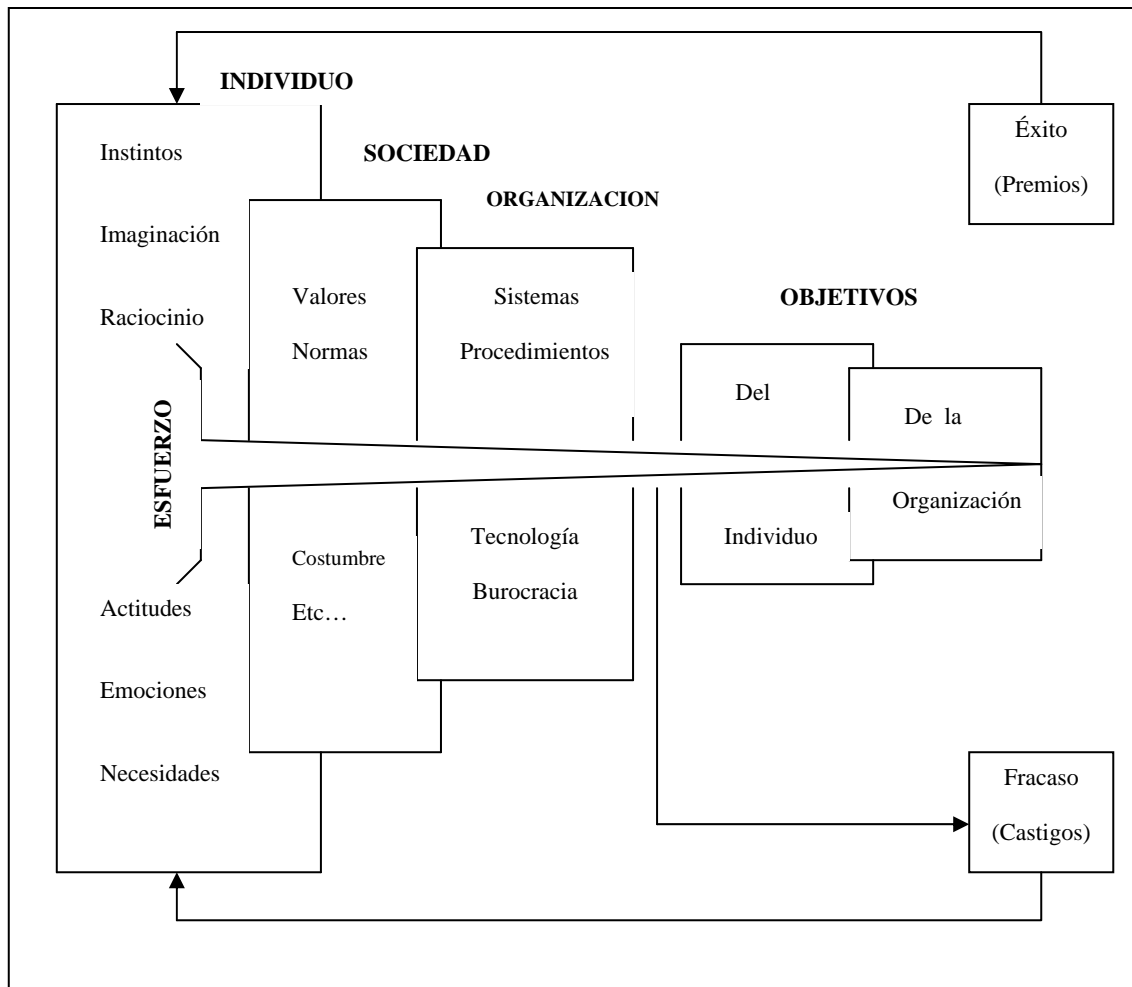 INDIVIDUO
Instintos
Imaginación
Raciocinio
ESFUERZO
Actitudes
Emociones
Necesidades
SOCIEDAD
Valores
Normas
Costumbre
Etc…
ORGANIZACION
Sistemas
Procedimientos
Tecnología
Burocracia
OBJETIVOS
Del
Individuo
De la
Organización
Éxito
(Premios)
Fracaso
(Castigos)